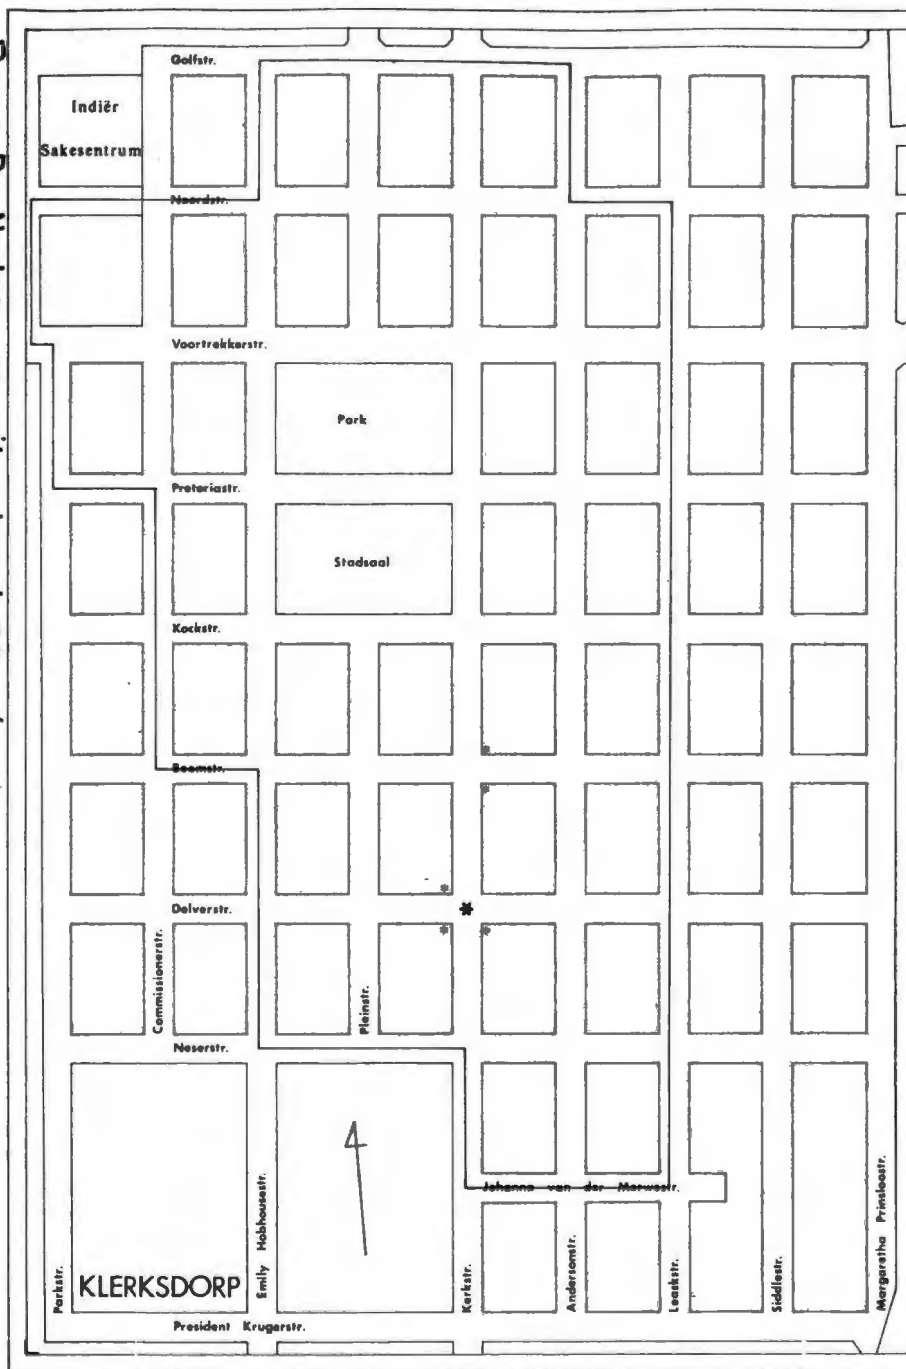 Golfstr.
Indiër
Sakesentrum
Noordstr.
Voortrekkerstr.
Park
Pretoriastr.
Stadsaal
Kockstr.
Boomstr.
Delverstr.
Commissionerstr.
Pleinstr.
Neserstr.
Johanna van der Merwestr.
Parkstr.
KLERKSDORP
Emily Hobhousestr.
Kerkstr.
Andersonstr.
Leaskstr.
Siddlestr.
Margaretha Prinsloostr.
President Krugerstr.